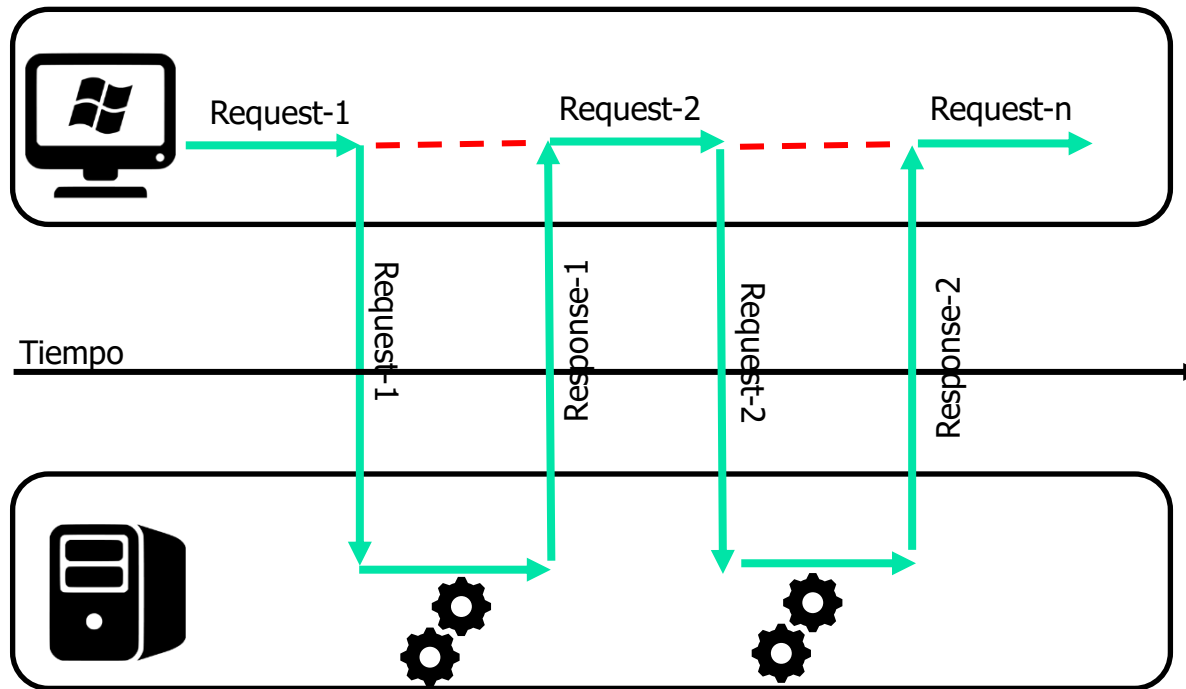 Request-1
Request-2
Request-n
Request-1
Response-1
Request-2
Response-2
Tiempo